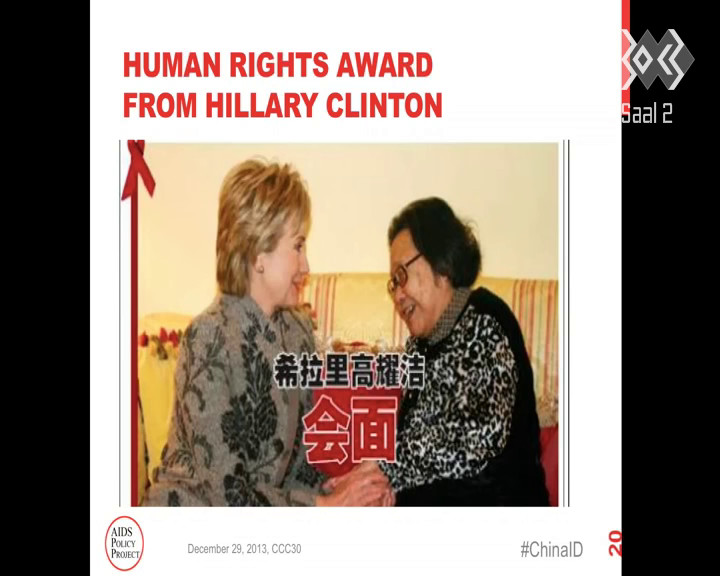 HUMAN RIGHTS AWARD
FROM HILLARY CLINTON
Saal 2
希拉里高耀洁
会面
AIDS
POLICY
PROJECT
December 29, 2013, CCC30
#ChinaID
20